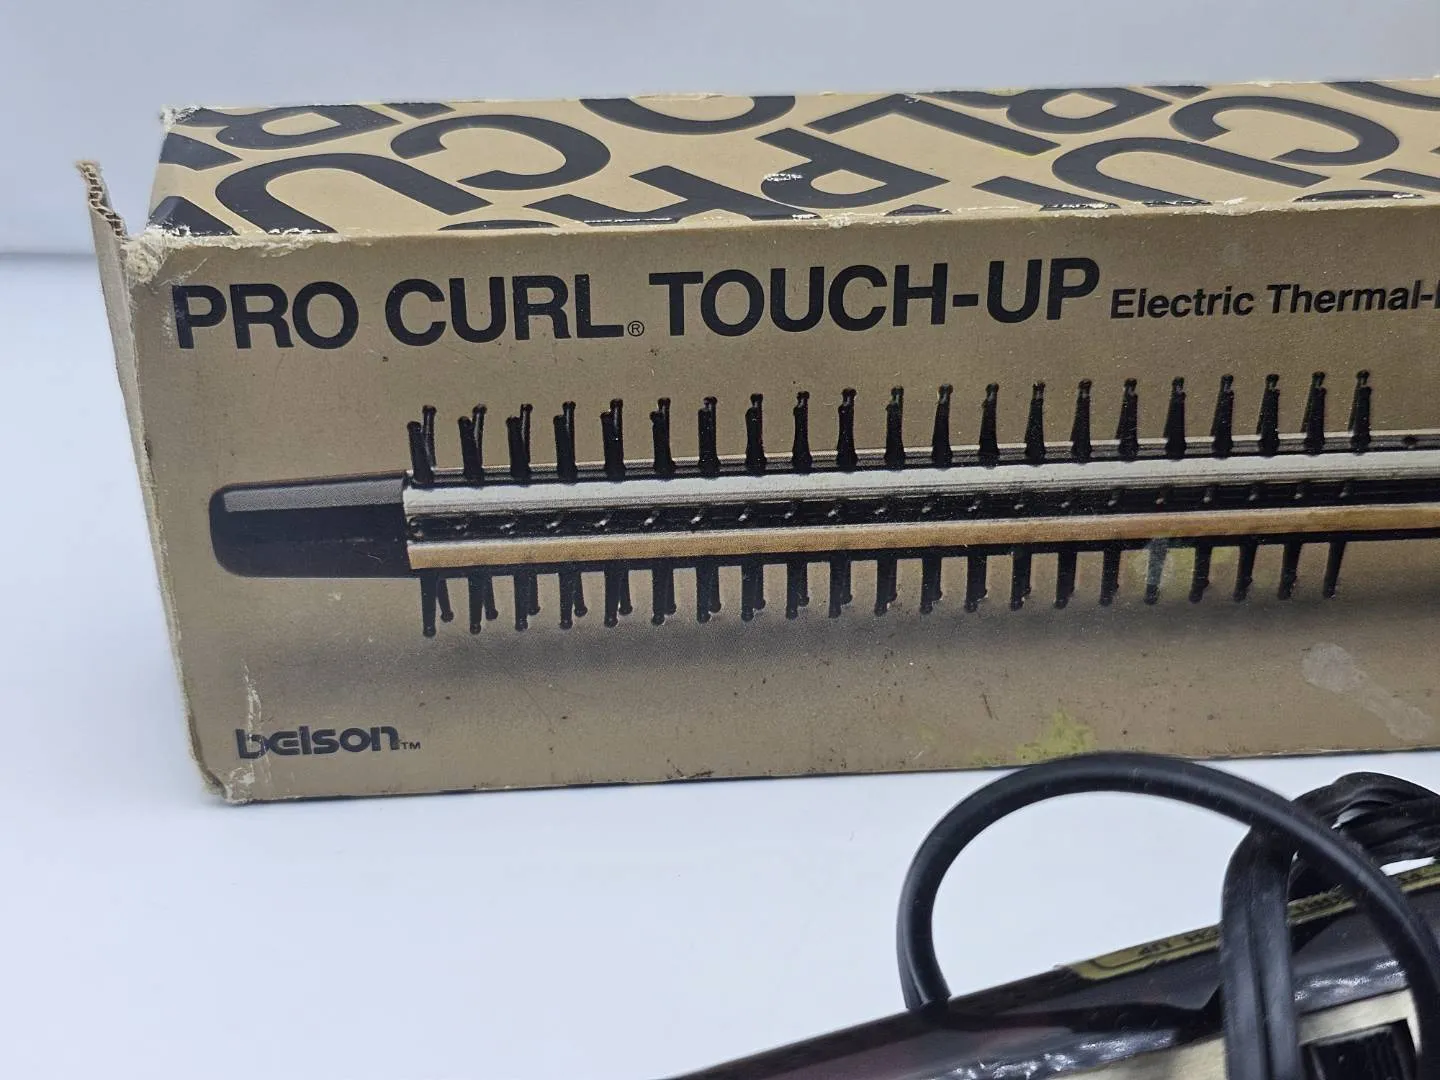 PRO CURL® TOUCH-UP Electric Thermal-
belson™